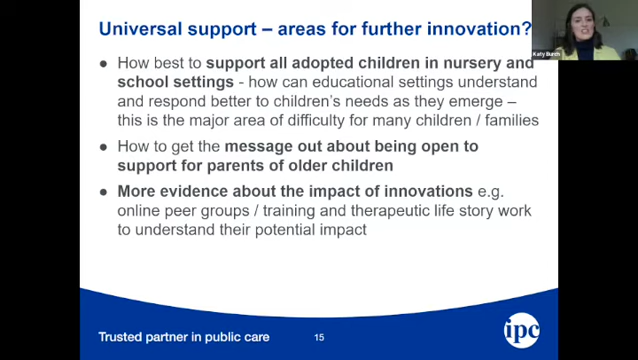 Universal support – areas for further innovation?
● How best to support all adopted children in nursery and
school settings - how can educational settings understand
and respond better to children's needs as they emerge –
this is the major area of difficulty for many children / families
● How to get the message out about being open to
support for parents of older children
● More evidence about the impact of innovations e.g.
online peer groups / training and therapeutic life story work
to understand their potential impact
Trusted partner in public care
15
ipc
Katy Burch